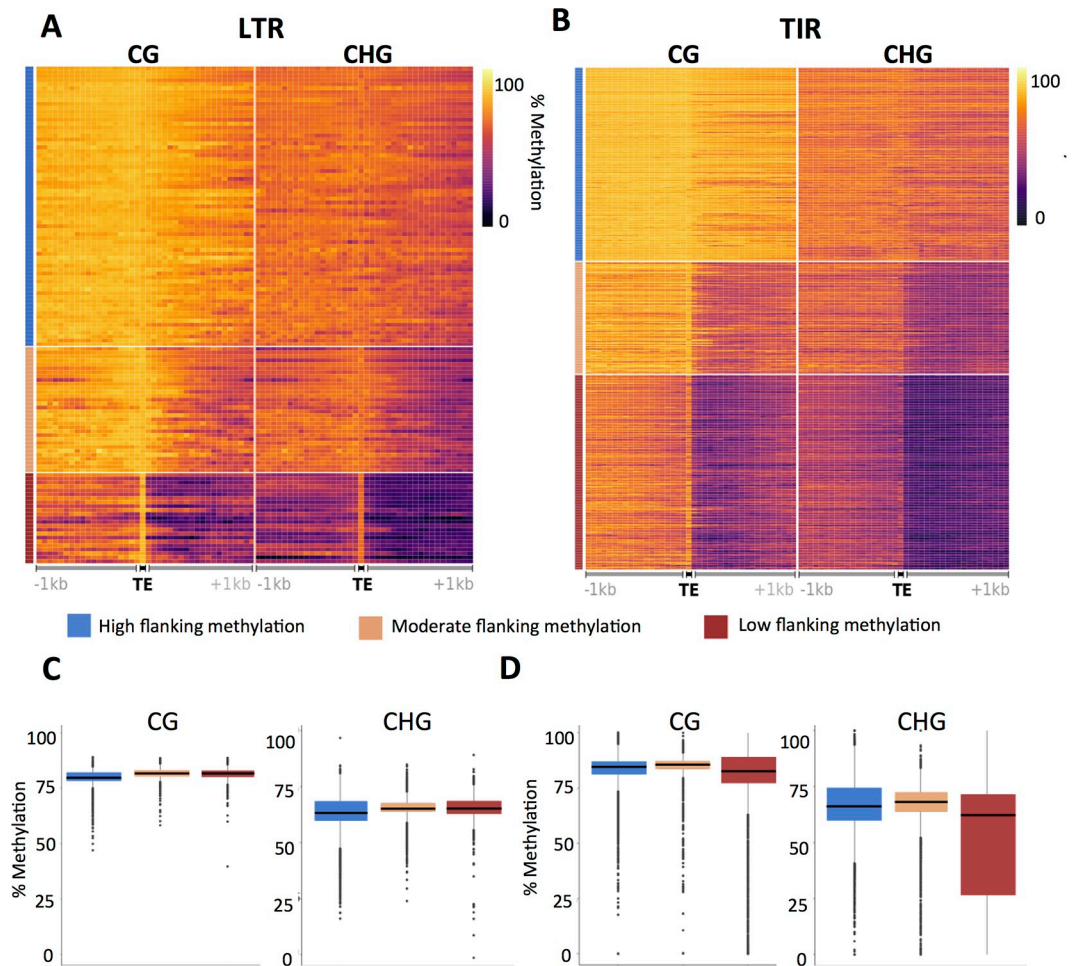 A
LTR
CG CHG
100
0
% Methylation
-1kb TE +1kb -1kb TE +1kb
B
TIR
CG CHG
100
0
-1kb TE +1kb -1kb TE +1kb
High flanking methylation
Moderate flanking methylation
Low flanking methylation
C
CG
CHG
% Methylation
100
75
50
25
0
100
75
50
25
0
D
CG
CHG
% Methylation
100
75
50
25
0
100
75
50
25
0